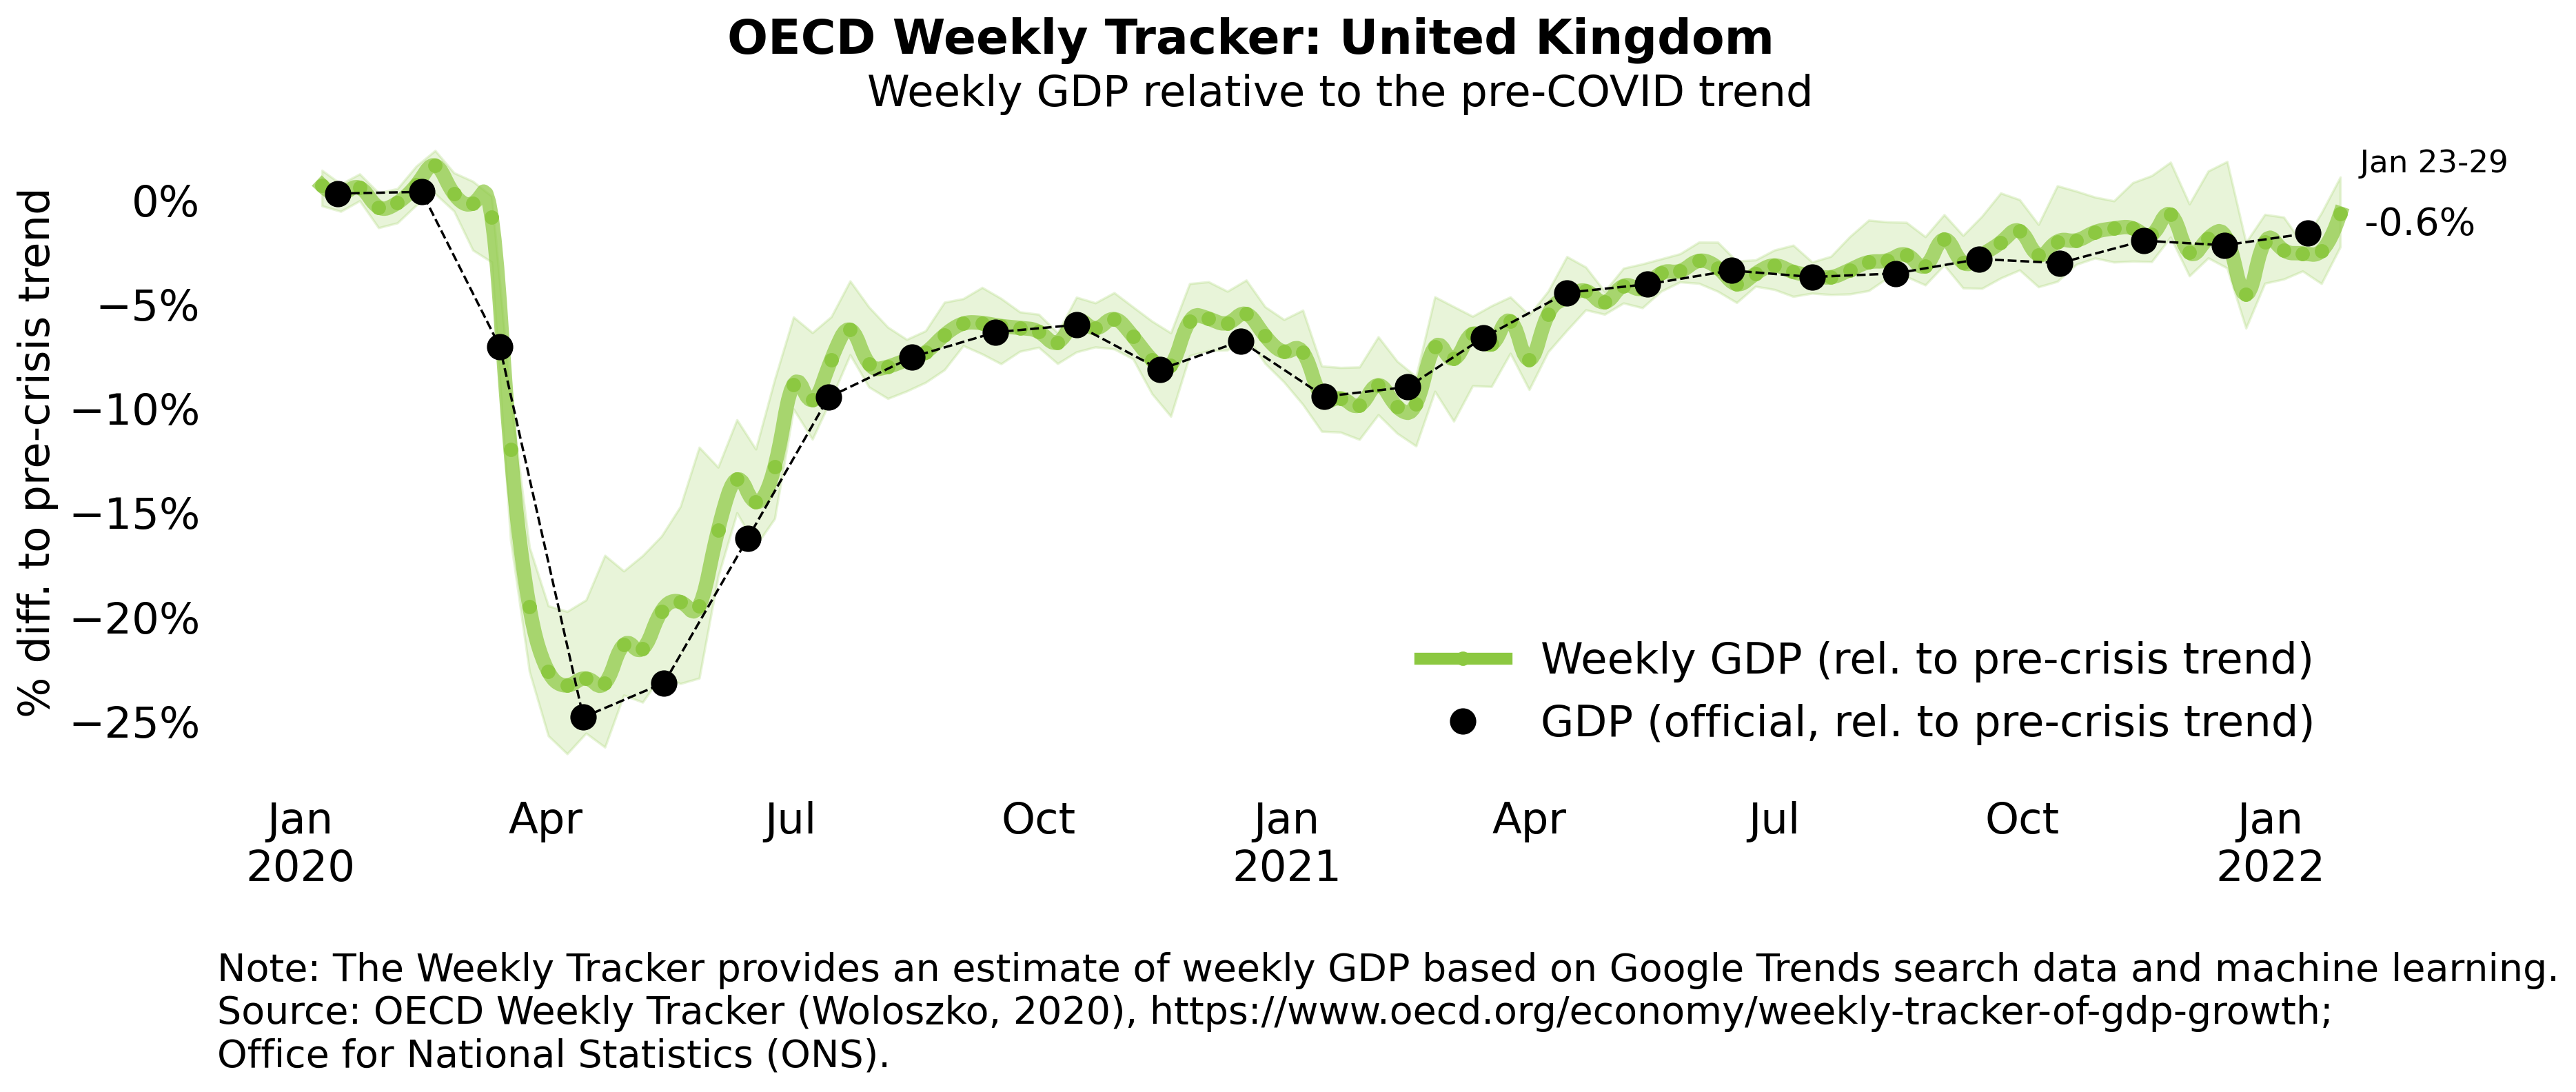 OECD Weekly Tracker: United Kingdom
Weekly GDP relative to the pre-COVID trend
% diff. to pre-crisis trend
0%
−5%
−10%
−15%
−20%
−25%
Jan 23-29
-0.6%
Weekly GDP (rel. to pre-crisis trend)
GDP (official, rel. to pre-crisis trend)
Jan Apr Jul Oct Jan Apr Jul Oct Jan
2020 2021 2022
Note: The Weekly Tracker provides an estimate of weekly GDP based on Google Trends search data and machine learning.
Source: OECD Weekly Tracker (Woloszko, 2020), https://www.oecd.org/economy/weekly-tracker-of-gdp-growth;
Office for National Statistics (ONS).